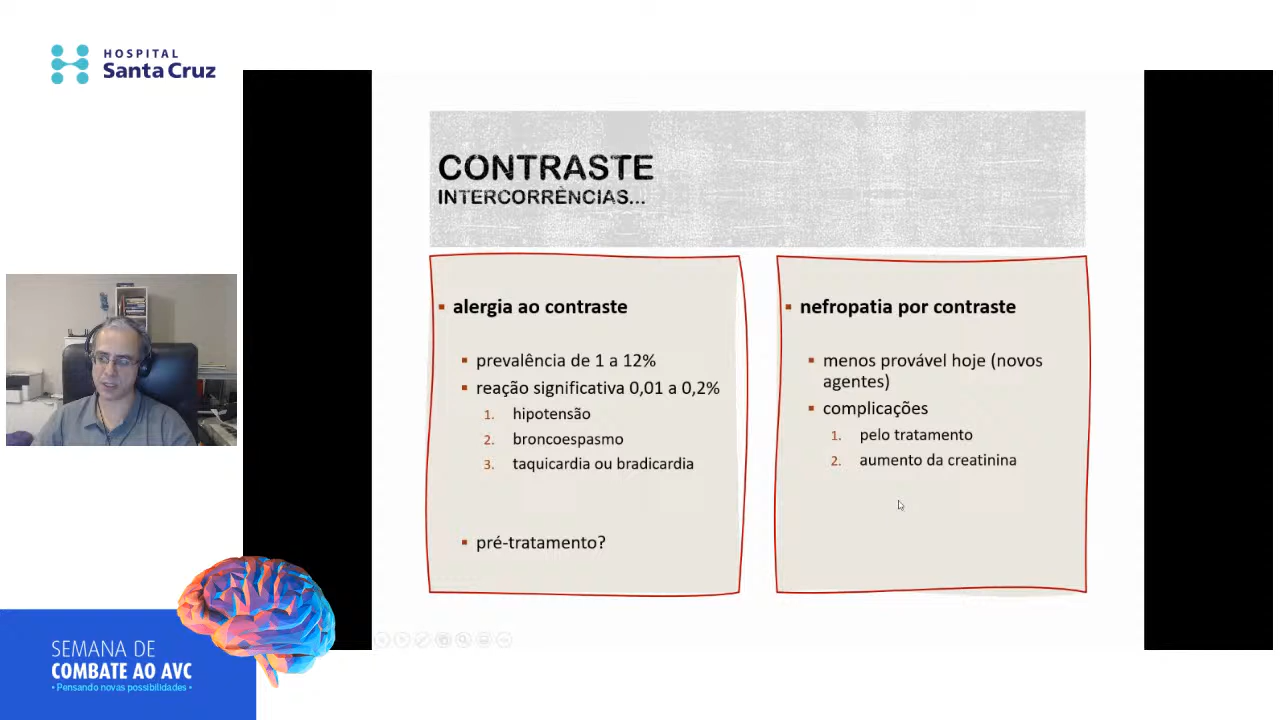 HOSPITAL
Santa Cruz
CONTRASTE
INTERCORRÊNCIAS...
▪ alergia ao contraste
▪ prevalência de 1 a 12%
▪ reação significativa 0,01 a 0,2%
1. hipotensão
2. broncoespasmo
3. taquicardia ou bradicardia
▪ pré-tratamento?
▪ nefropatia por contraste
▪ menos provável hoje (novos
agentes)
▪ complicações
1. pelo tratamento
2. aumento da creatinina
SEMANA DE
COMBATE AO AVC
• Pensando novas possibilidades •